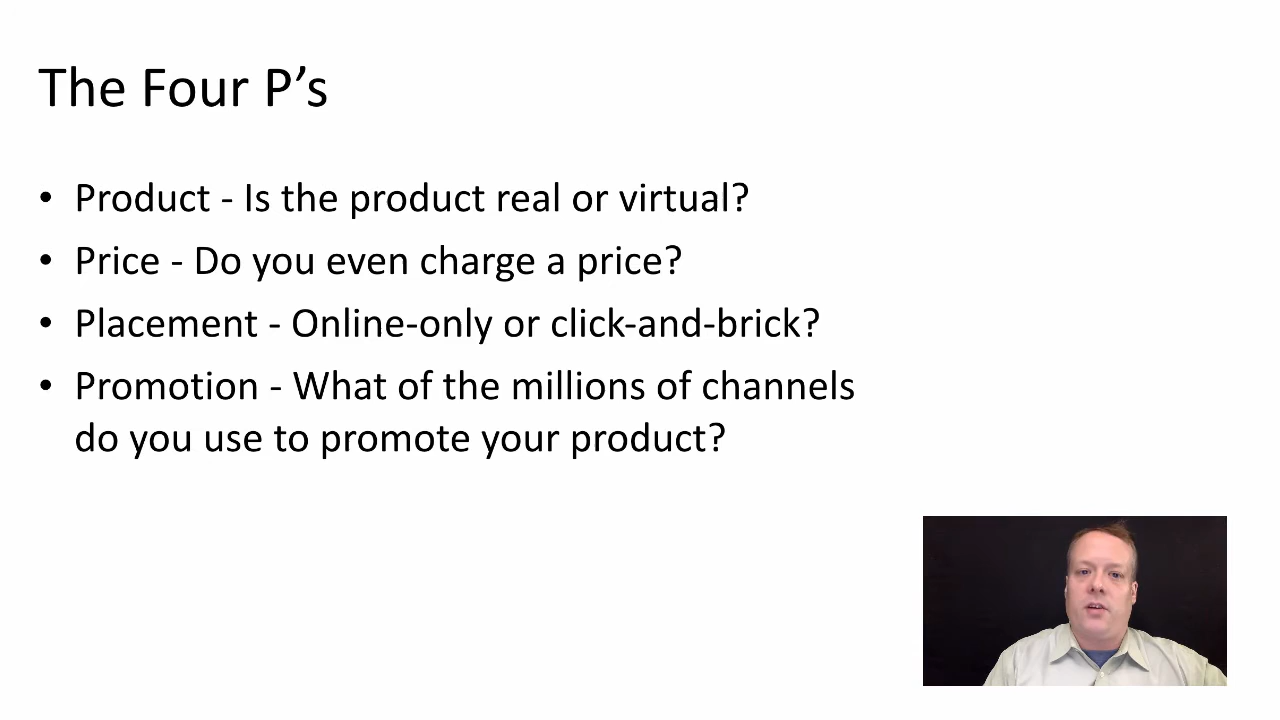 The Four P’s
• Product - Is the product real or virtual?
• Price - Do you even charge a price?
• Placement - Online-only or click-and-brick?
• Promotion - What of the millions of channels
do you use to promote your product?